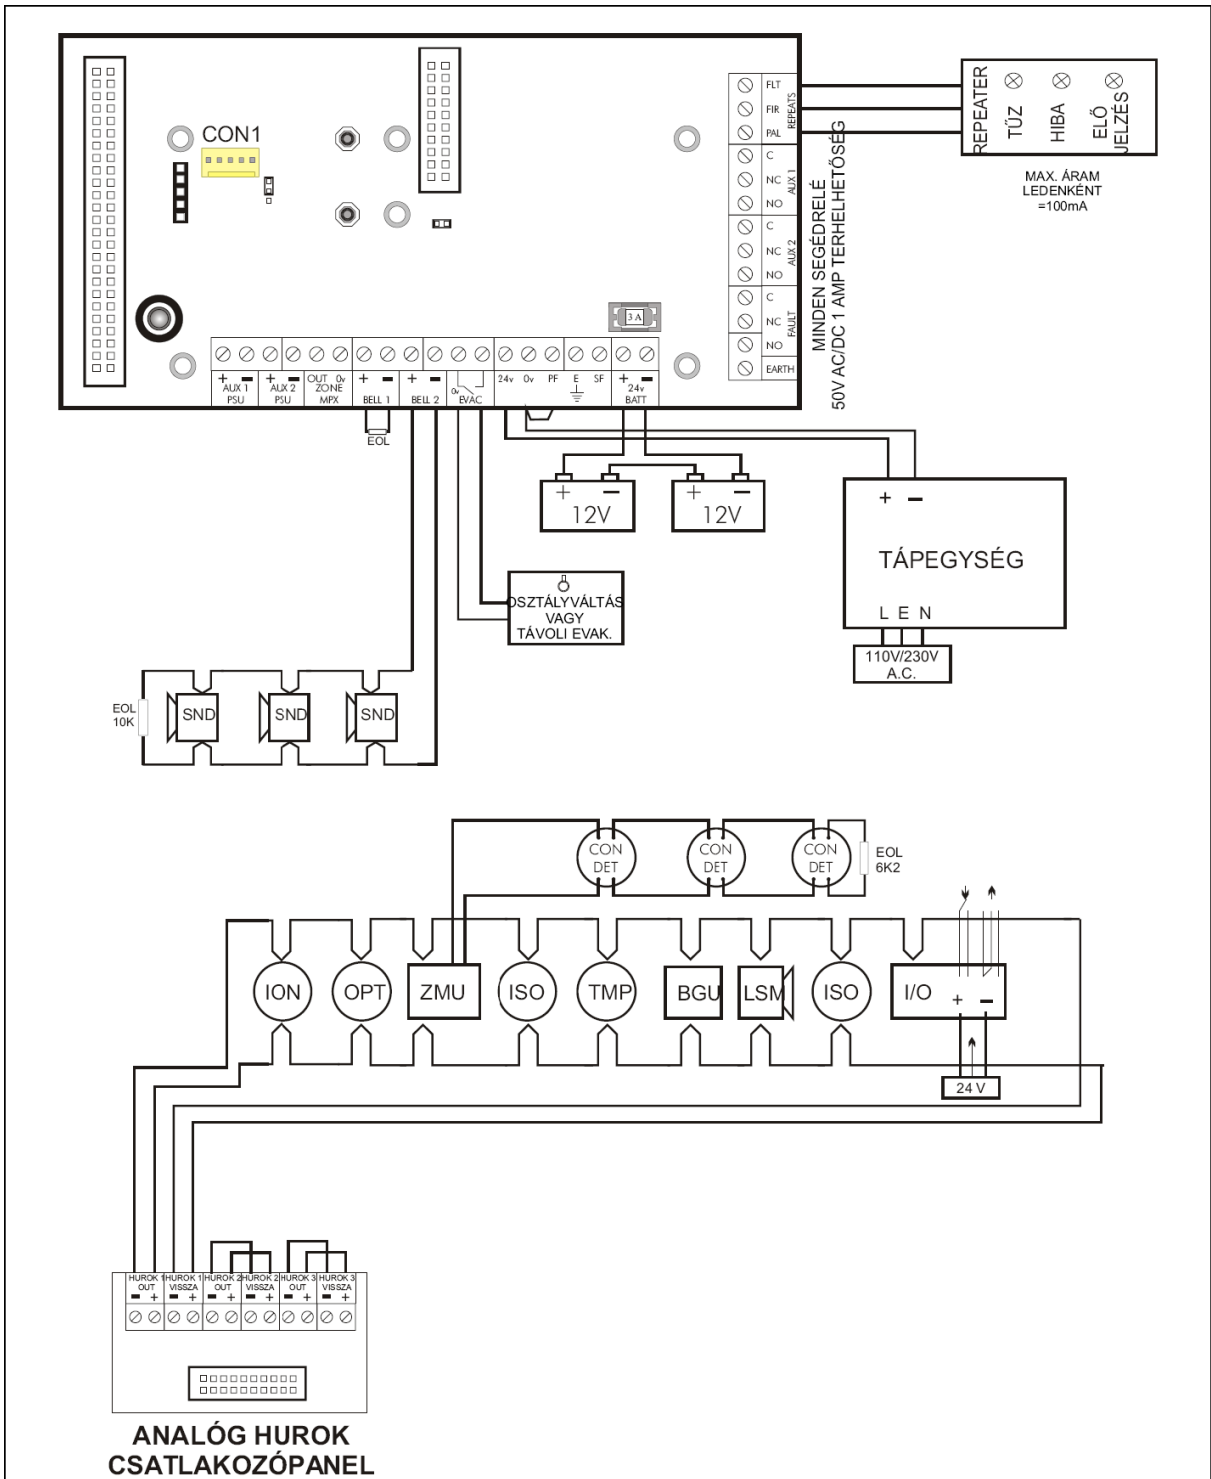 CON1
FLT
FIR
PAL
REPEATS
C
NC
NO
AUX 1
C
NC
NO
AUX 2
C
NC
NO
FAULT
EARTH
MINDEN SEGÉDRELÉ
50V AC/DC 1 AMP TERHELHETŐSÉG
REPEATER
TŰZ
HIBA
ELŐ
JELZÉS
MAX. ÁRAM
LEDENKÉNT
=100mA
3 A
+ - AUX 1 PSU
+ - AUX 2 PSU
OUT 0v ZONE MPX
+ - BELL 1
+ - BELL 2
0v EVAC
24v 0v PF E SF
+ - 24v BATT
EOL
+ - 12V
+ - 12V
+ -
TÁPEGYSÉG
L E N
110V/230V
A.C.
OSZTÁLYVÁLTÁS
VAGY
TÁVOLI EVAK.
EOL
10K
SND SND SND
CON DET
CON DET
CON DET
EOL
6K2
ION OPT ZMU ISO TMP BGU LSM ISO I/O + -
24 V
HUROK 1 OUT - +
HUROK 1 VISSZA - +
HUROK 2 OUT - +
HUROK 2 VISSZA - +
HUROK 3 OUT - +
HUROK 3 VISSZA - +
ANALÓG HUROK
CSATLAKOZÓPANEL